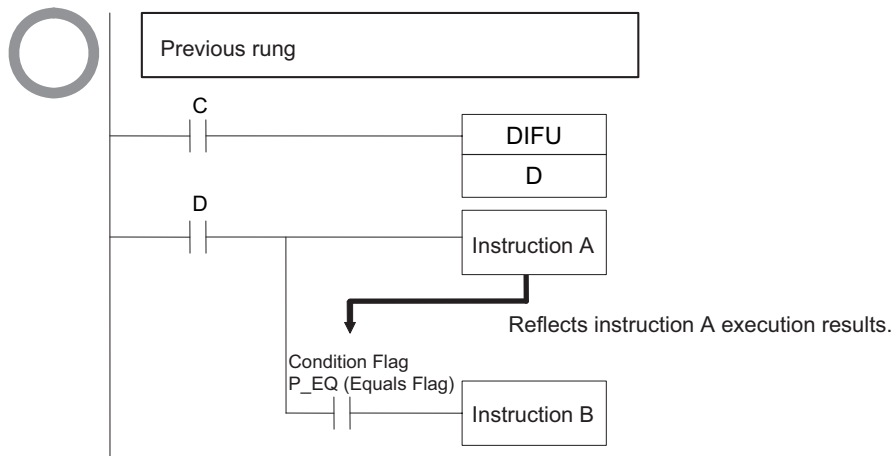 Previous rung
C
DIFU
D
D
Instruction A
Reflects instruction A execution results.
Condition Flag
P_EQ (Equals Flag)
Instruction B